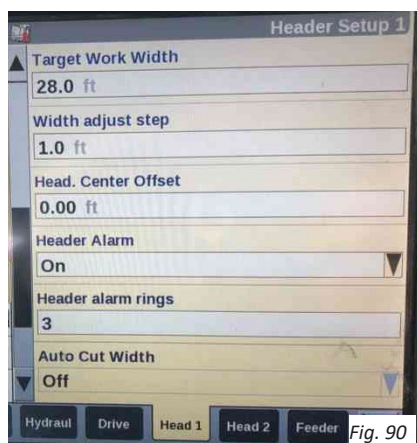 Header Setup 1
Target Work Width
28.0 ft
Width adjust step
1.0 ft
Head. Center Offset
0.00 ft
Header Alarm
On
Header alarm rings
3
Auto Cut Width
Off
Hydraul Drive Head 1 Head 2 Feeder
Fig. 90